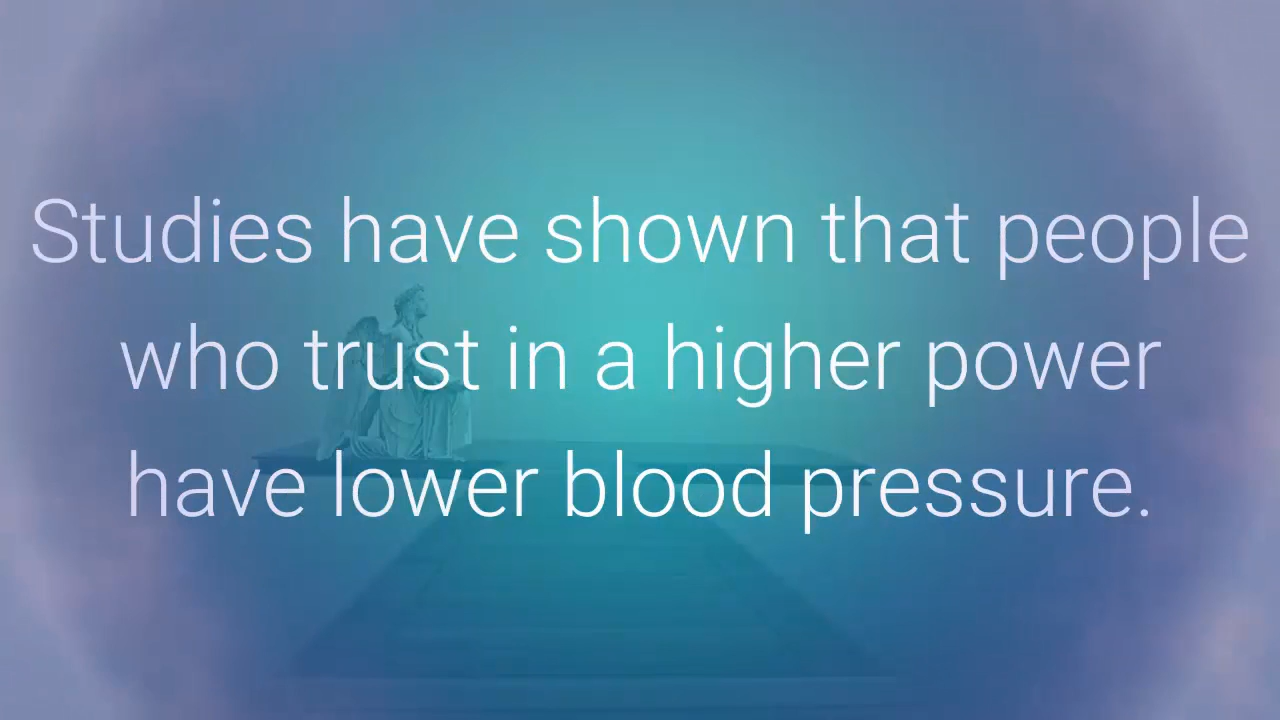 Studies have shown that people
who trust in a higher power
have lower blood pressure.